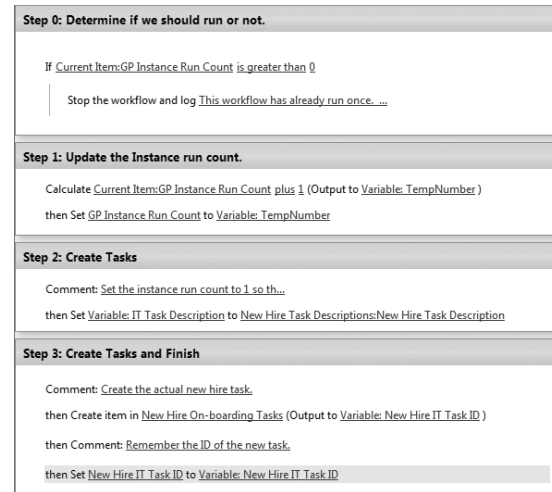 Step 0: Determine if we should run or not.
If Current Item:GP Instance Run Count is greater than 0
Stop the workflow and log This workflow has already run once. ...
Step 1: Update the Instance run count.
Calculate Current Item:GP Instance Run Count plus 1 (Output to Variable: TempNumber )
then Set GP Instance Run Count to Variable: TempNumber
Step 2: Create Tasks
Comment: Set the instance run count to 1 so th...
then Set Variable: IT Task Description to New Hire Task Descriptions:New Hire Task Description
Step 3: Create Tasks and Finish
Comment: Create the actual new hire task.
then Create item in New Hire On-boarding Tasks (Output to Variable: New Hire IT Task ID )
then Comment: Remember the ID of the new task.
then Set New Hire IT Task ID to Variable: New Hire IT Task ID